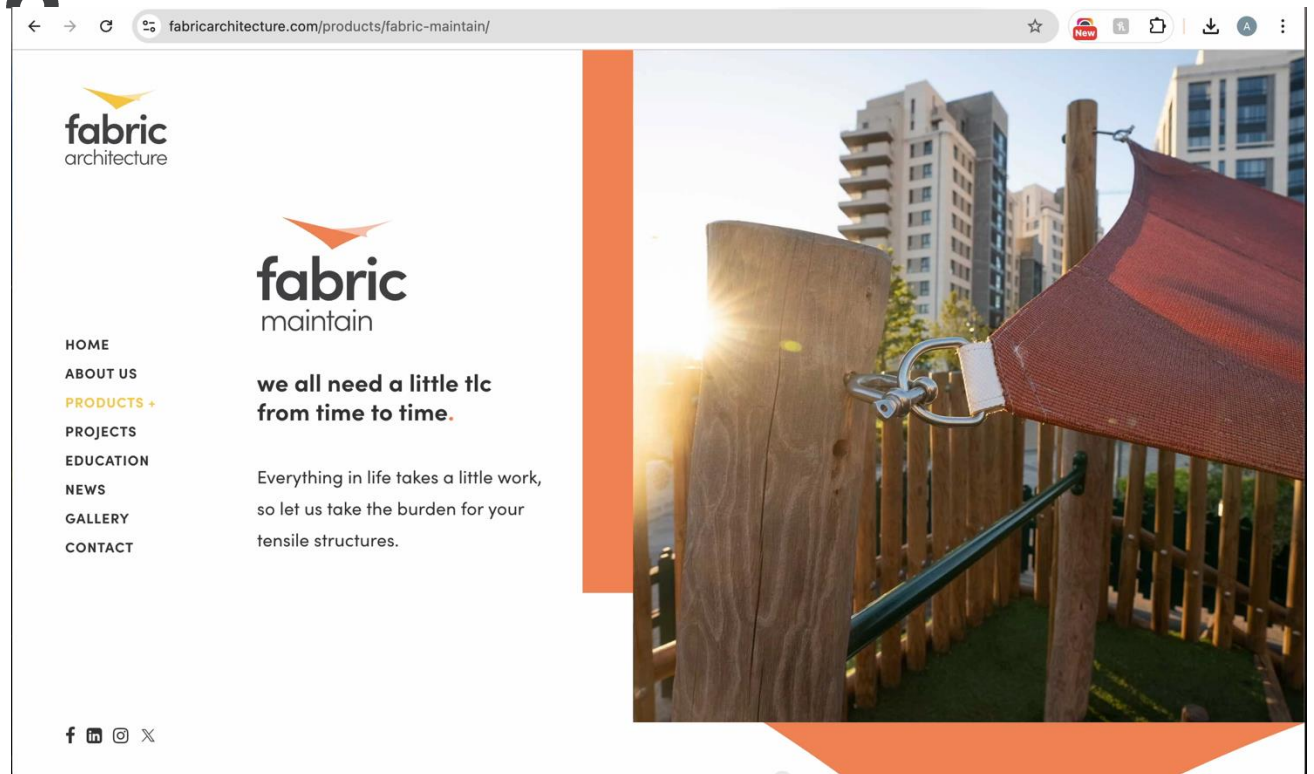 fabricarchitecture.com/products/fabric-maintain/
New
A
fabric
architecture
fabric
maintain
HOME
ABOUT US
PRODUCTS +
PROJECTS
EDUCATION
NEWS
GALLERY
CONTACT
we all need a little tlc
from time to time.
Everything in life takes a little work,
so let us take the burden for your
tensile structures.